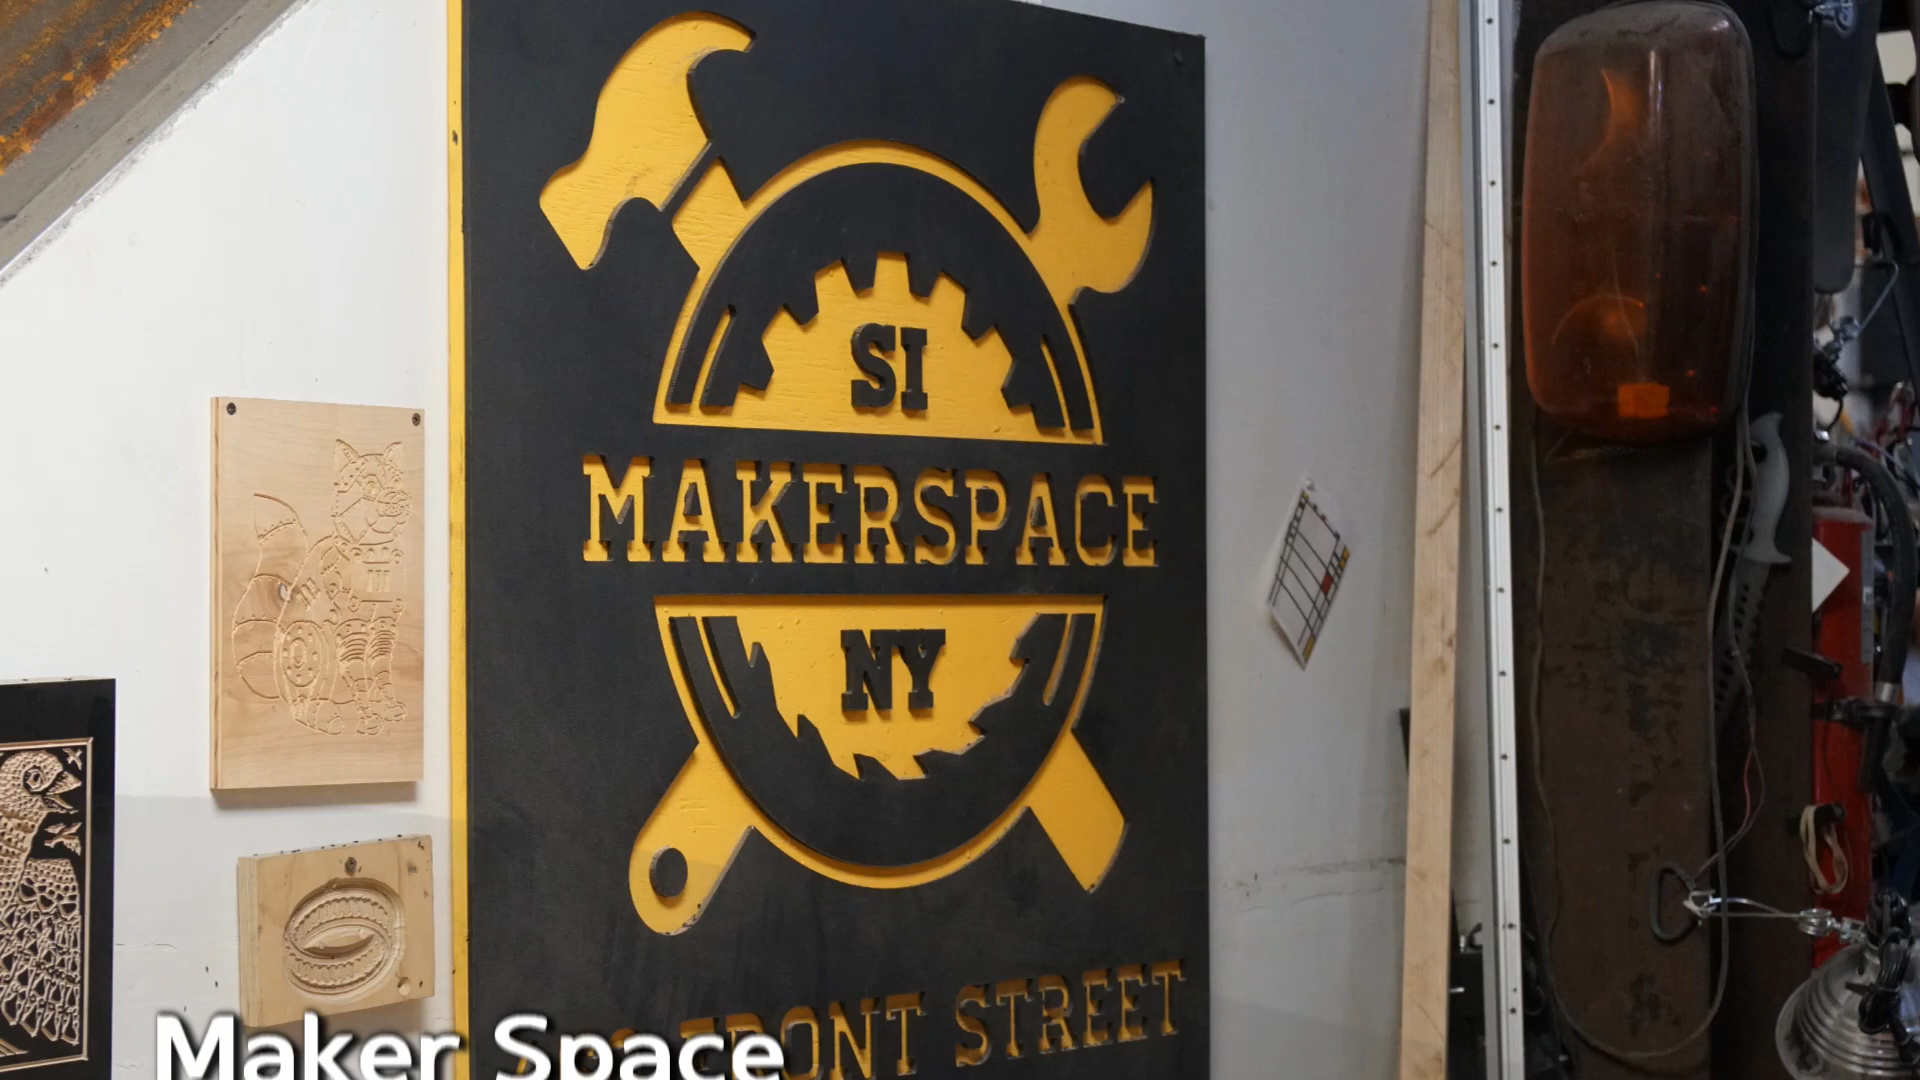 SI
MAKERSPACE
NY
FRONT STREET
Maker Space